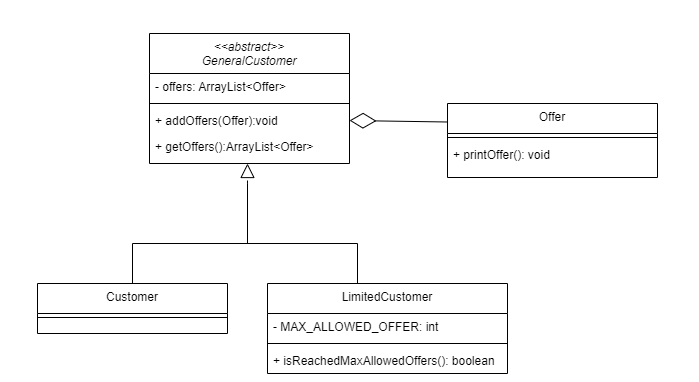 <<abstract>>
GeneralCustomer
- offers: ArrayList<Offer>
+ addOffers(Offer):void
+ getOffers():ArrayList<Offer>
Offer
+ printOffer(): void
Customer
LimitedCustomer
- MAX_ALLOWED_OFFER: int
+ isReachedMaxAllowedOffers(): boolean